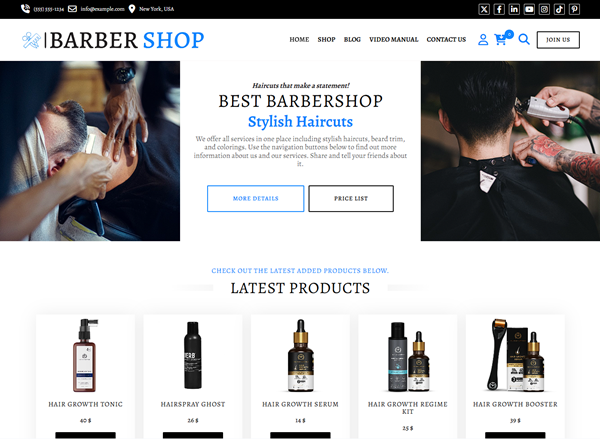 (333) 333-1234 info@example.com New York, USA
BARBER SHOP
HOME SHOP BLOG VIDEO MANUAL CONTACT US 0 JOIN US
Haircuts that make a statement!
BEST BARBERSHOP
Stylish Haircuts
We offer all services in one place including stylish haircuts, beard trim,
and colorings. Use the navigation buttons below to find out more
information about us and our services. Share and tell your friends about
it.
MORE DETAILS PRICE LIST
CHECK OUT THE LATEST ADDED PRODUCTS BELOW.
LATEST PRODUCTS
HAIR GROWTH TONIC
HAIRSPRAY GHOST
HAIR GROWTH SERUM
HAIR GROWTH REGIME
KIT
HAIR GROWTH BOOSTER
40 $
26 $
14 $
25 $
39 $